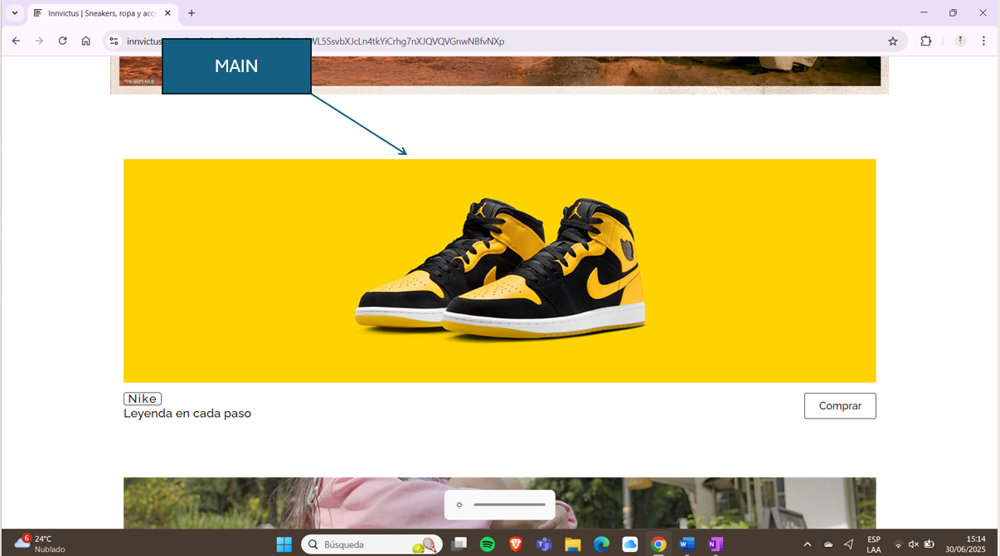 Innvictus | Sneakers, ropa y acc
innvictus
WL5SsvbXJcLn4tkYiCrhg7nXJQVQVGnwNBfvNXp
MAIN
© 2025 MLB
Nike
Leyenda en cada paso
Comprar
6
24°C
Nublado
Búsqueda
ESP
LAA
15:14
30/06/2025